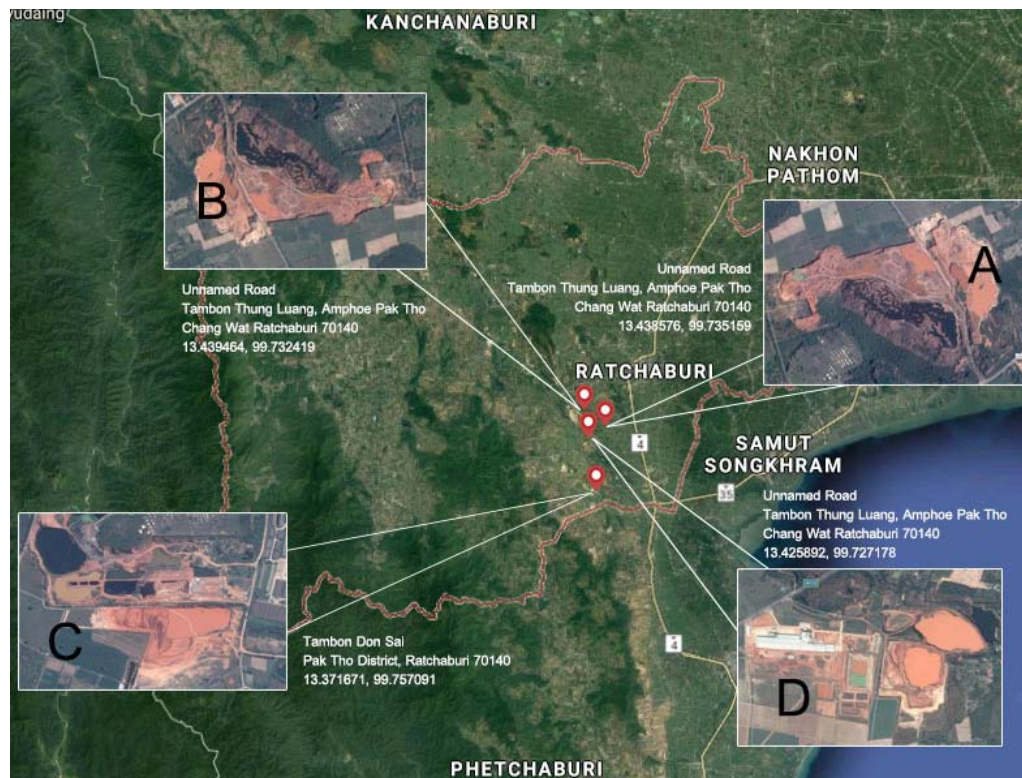 yudaing
KANCHANABURI
B
NAKHON
PATHOM
A
Unnamed Road
Tambon Thung Luang, Amphoe Pak Tho
Chang Wat Ratchaburi 70140
13.439464, 99.732419
Unnamed Road
Tambon Thung Luang, Amphoe Pak Tho
Chang Wat Ratchaburi 70140
13.438576, 99.735159
RATCHABURI
4
SAMUT
SONGKHRAM
35
Unnamed Road
Tambon Thung Luang, Amphoe Pak Tho
Chang Wat Ratchaburi 70140
13.425892, 99.727178
C
Tambon Don Sai
Pak Tho District, Ratchaburi 70140
13.371671, 99.757091
4
D
PHETCHABURI